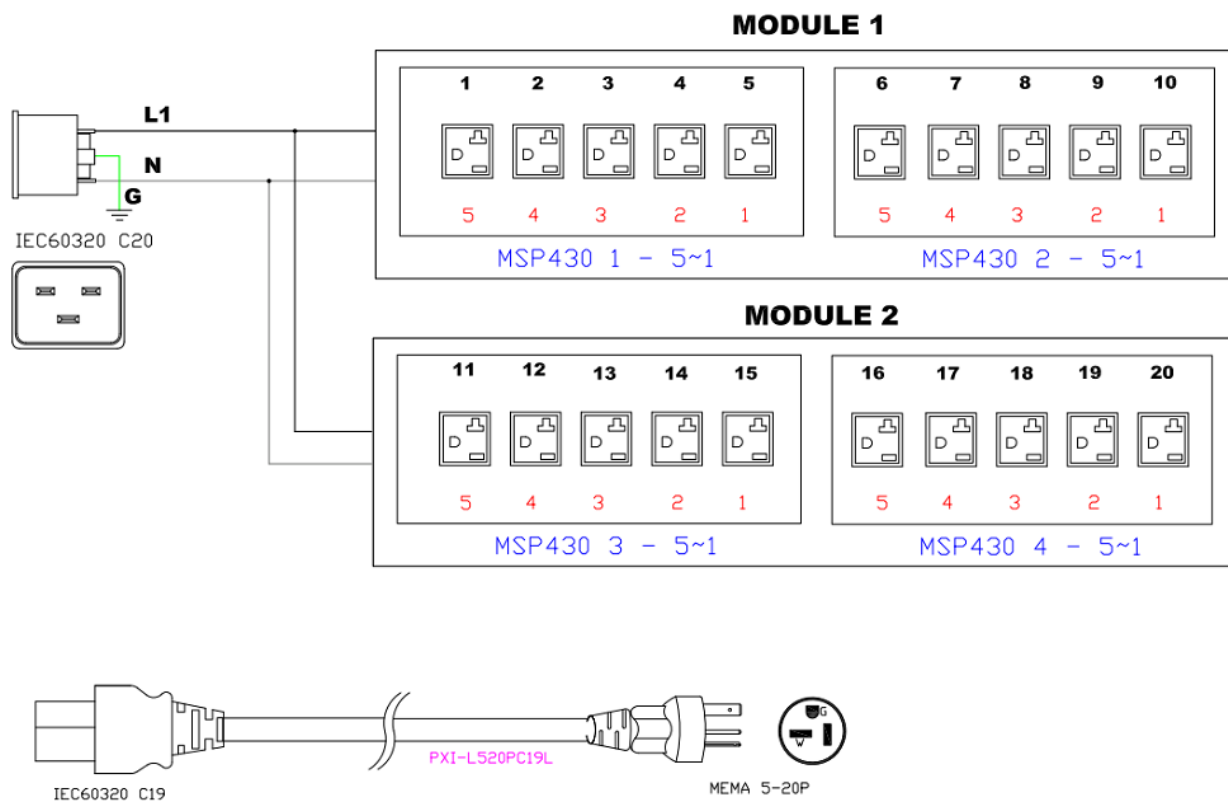 MODULE 1
1 2 3 4 5 6 7 8 9 10
L1
N
G
5 4 3 2 1 5 4 3 2 1
IEC60320 C20
MSP430 1 - 5~1 MSP430 2 - 5~1
MODULE 2
11 12 13 14 15 16 17 18 19 20
5 4 3 2 1 5 4 3 2 1
MSP430 3 - 5~1 MSP430 4 - 5~1
G
W
PXI-L520PC19L
IEC60320 C19
MEMA 5-20P